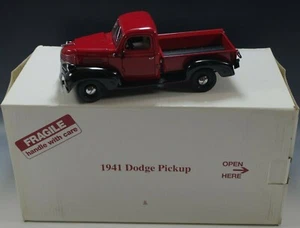 FRAGILE
handle with care
1941 Dodge Pickup
OPEN
HERE